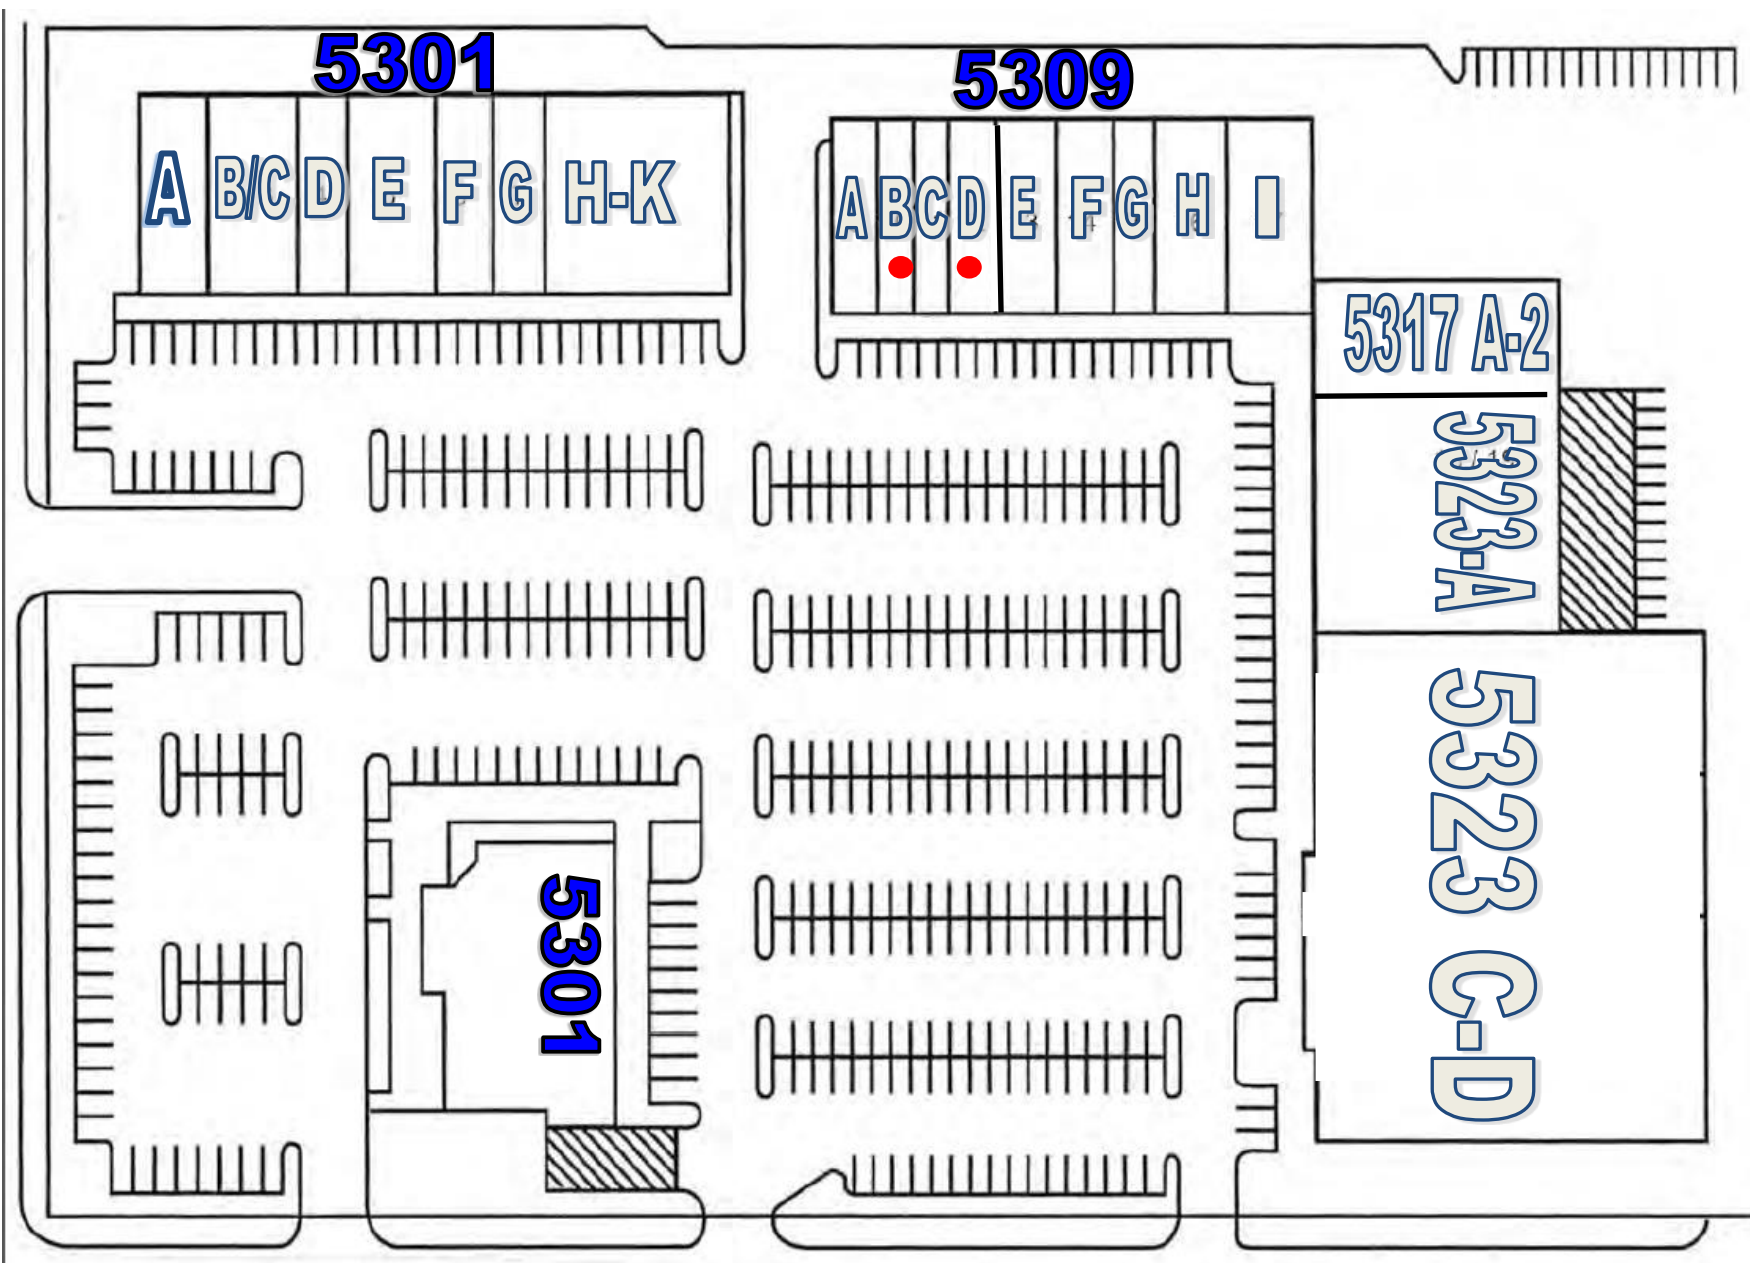 5301
5309
A B/C D E F G H-K
A B C D E F G H I
5317 A-2
5323-A
5323 C-D
5301